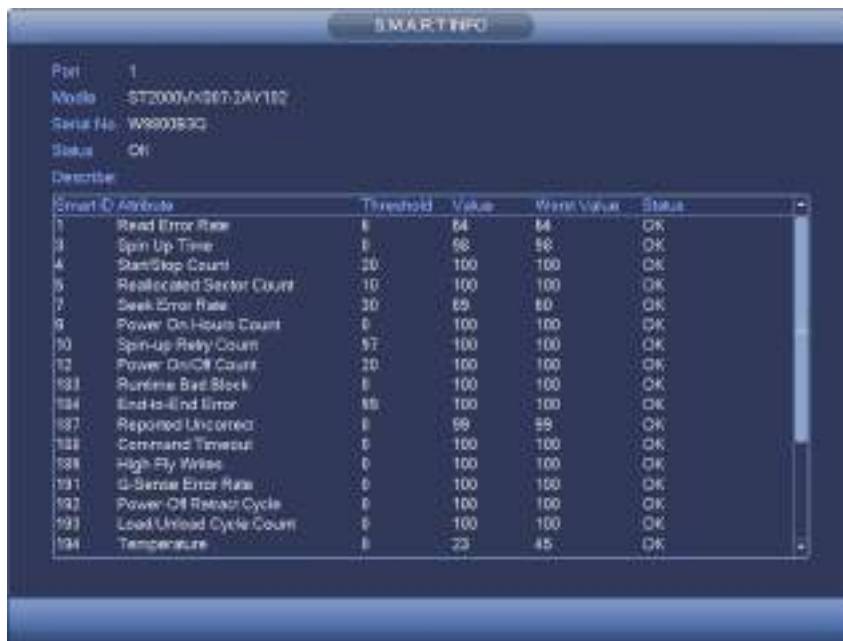 S.M.A.R.T INFO
Port 1
Modle
Serial No.
Status OK
Describe:
Smart ID Attribute Threshold Value Worst Value Status
1 Read Error Rate 64 64 OK
3 Spin Up Time 0 98 98 OK
4 Start/Stop Count 20 100 100 OK
5 Reallocated Sector Count 10 100 100 OK
7 Seek Error Rate 30 60 OK
9 Power On Hours Count 0 100 100 OK
10 Spin-up Retry Count 97 100 100 OK
12 Power On/Off Count 20 100 100 OK
183 Runtime Bad Block 0 100 100 OK
184 End-to-End Error 99 100 100 OK
187 Reported Uncorrect 0 99 99 OK
188 Command Timeout 0 100 100 OK
189 High Fly Writes 0 100 100 OK
191 G-Sense Error Rate 0 100 100 OK
192 Power-Off Retract Cycle 0 100 100 OK
193 Load/Unload Cycle Count 0 100 100 OK
194 Temperature 0 23 45 OK